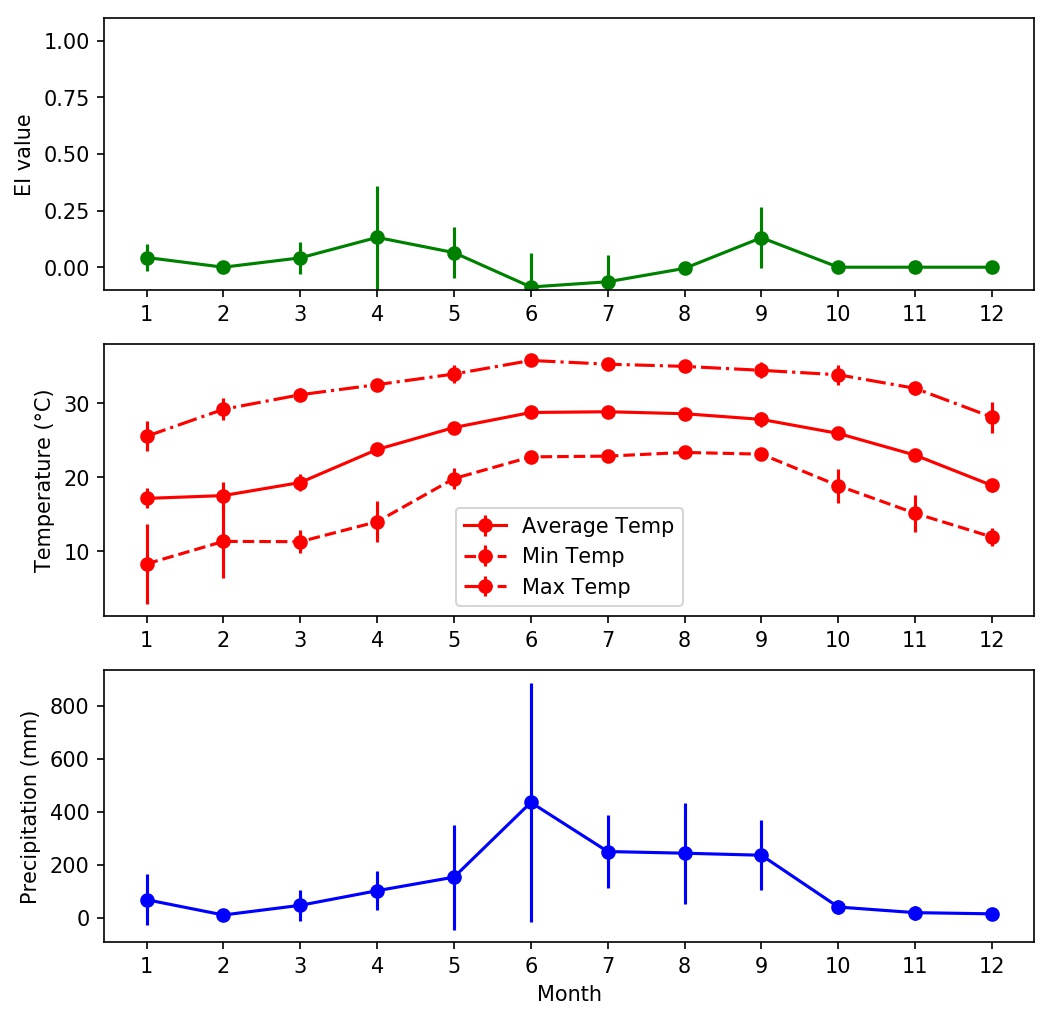 EI value
1.00
0.75
0.50
0.25
0.00
1 2 3 4 5 6 7 8 9 10 11 12
Temperature (°C)
30
20
10
Average Temp
Min Temp
Max Temp
1 2 3 4 5 6 7 8 9 10 11 12
Precipitation (mm)
800
600
400
200
0
1 2 3 4 5 6 7 8 9 10 11 12
Month